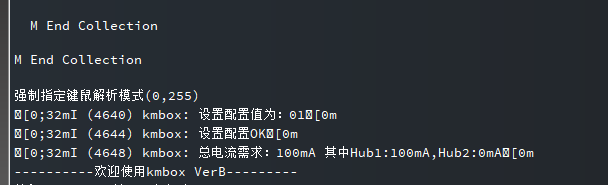 M End Collection
M End Collection
强制指定键鼠解析模式(0,255)
[0;32mI (4640) kmbox: 设置配置值为：01[0m
[0;32mI (4644) kmbox: 设置配置OK[0m
[0;32mI (4648) kmbox: 总电流需求：100mA 其中Hub1:100mA,Hub2:0mA[0m
----------欢迎使用kmbox VerB---------